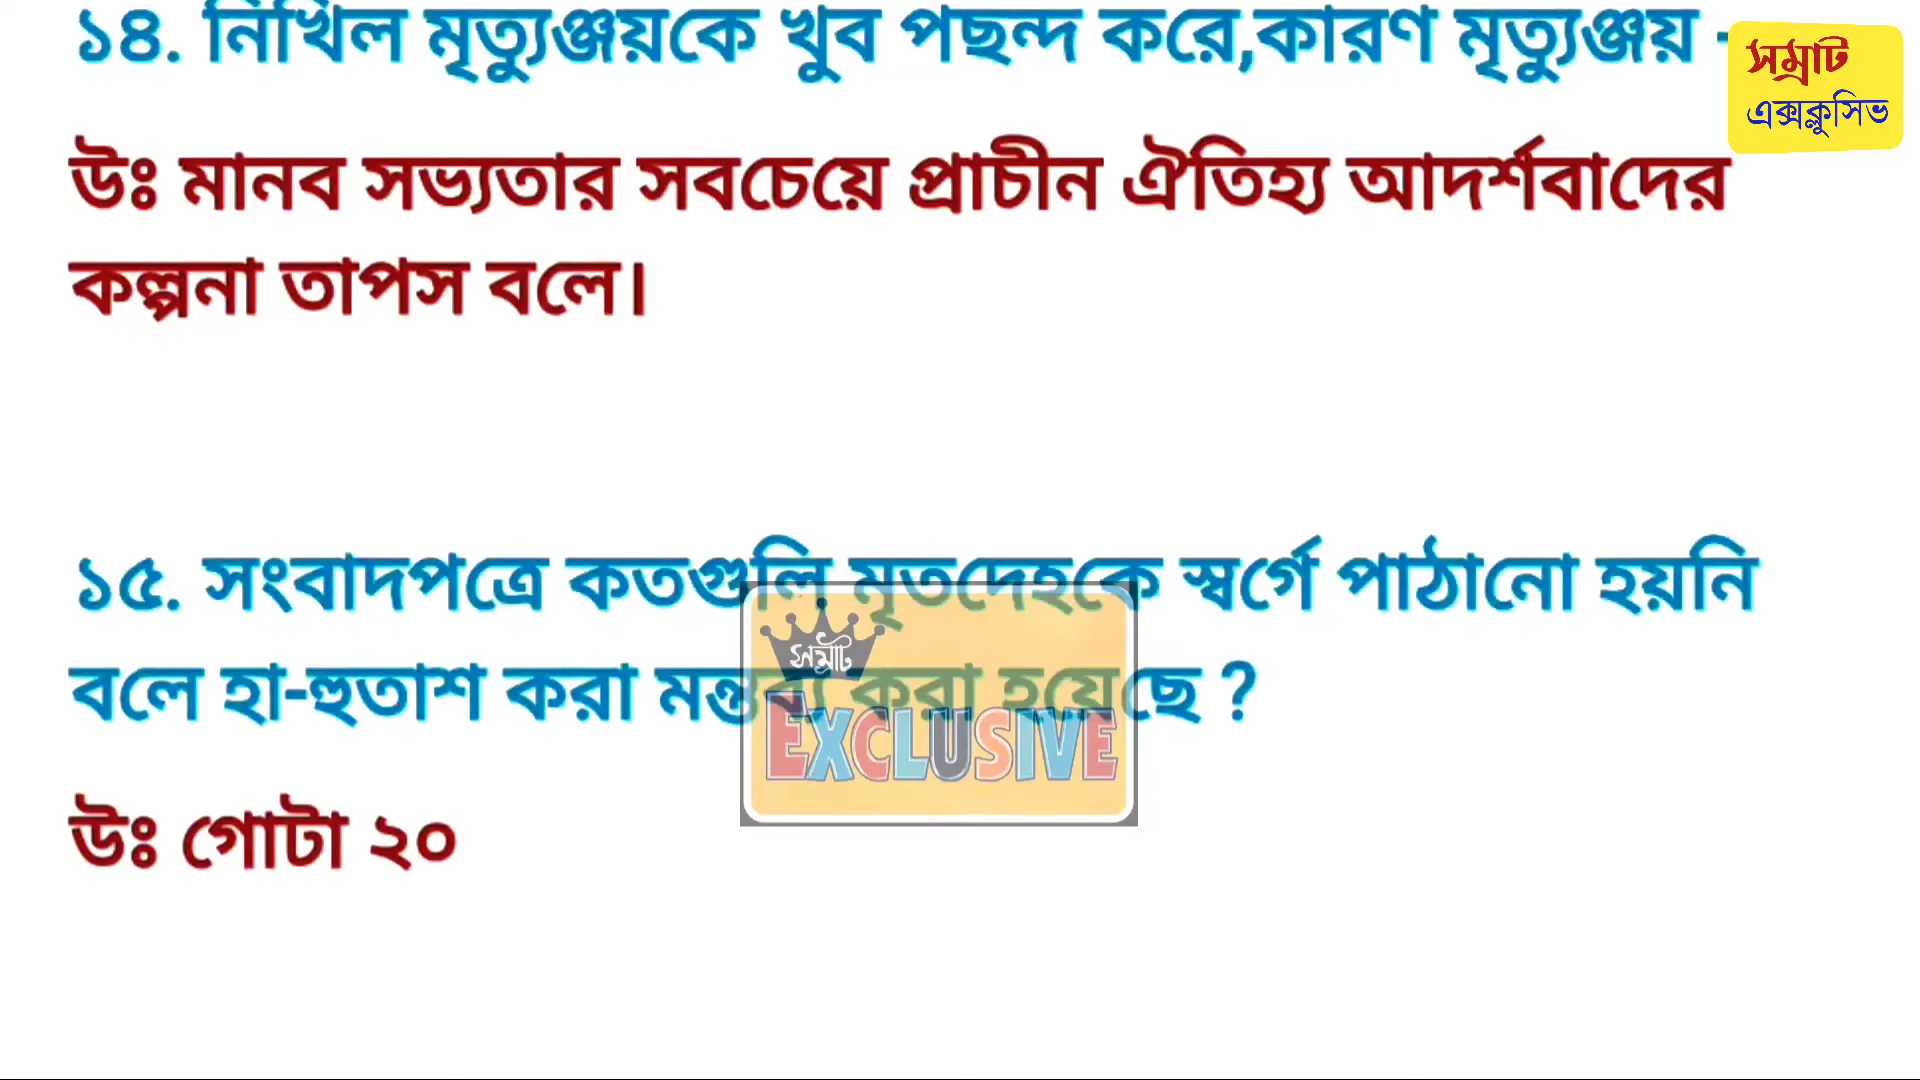 ১৪. নিখিল মৃত্যুঞ্জয়কে খুব পছন্দ করে,কারণ মৃত্যুঞ্জয় -
সম্রাট
এক্সক্লুসিভ
উঃ মানব সভ্যতার সবচেয়ে প্রাচীন ঐতিহ্য আদর্শবাদের
কল্পনা তাপস বলে।
১৫. সংবাদপত্রে কতগুলি মৃতদেহকে স্বর্গে পাঠানো হয়নি
বলে হা-হুতাশ করা মন্তব্য করা হয়েছে ?
সম্রাট
EXCLUSIVE
উঃ গোটা ২০